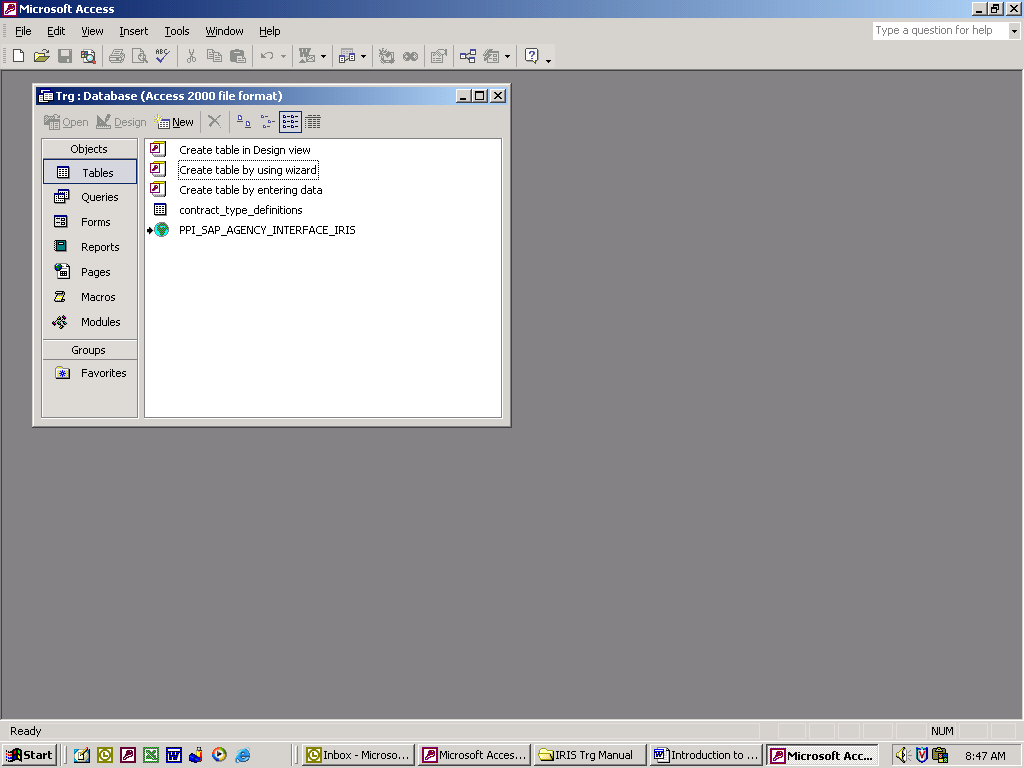 Microsoft Access
File Edit View Insert Tools Window Help
Type a question for help
Trg : Database (Access 2000 file format)
Open Design New
Objects
Tables
Queries
Forms
Reports
Pages
Macros
Modules
Groups
Favorites
Create table in Design view
Create table by using wizard
Create table by entering data
contract_type_definitions
PPI_SAP_AGENCY_INTERFACE_IRIS
Ready
NUM
Start
Inbox - Microso...
Microsoft Acces...
IRIS Trg Manual
Introduction to ...
Microsoft Acc...
8:47 AM